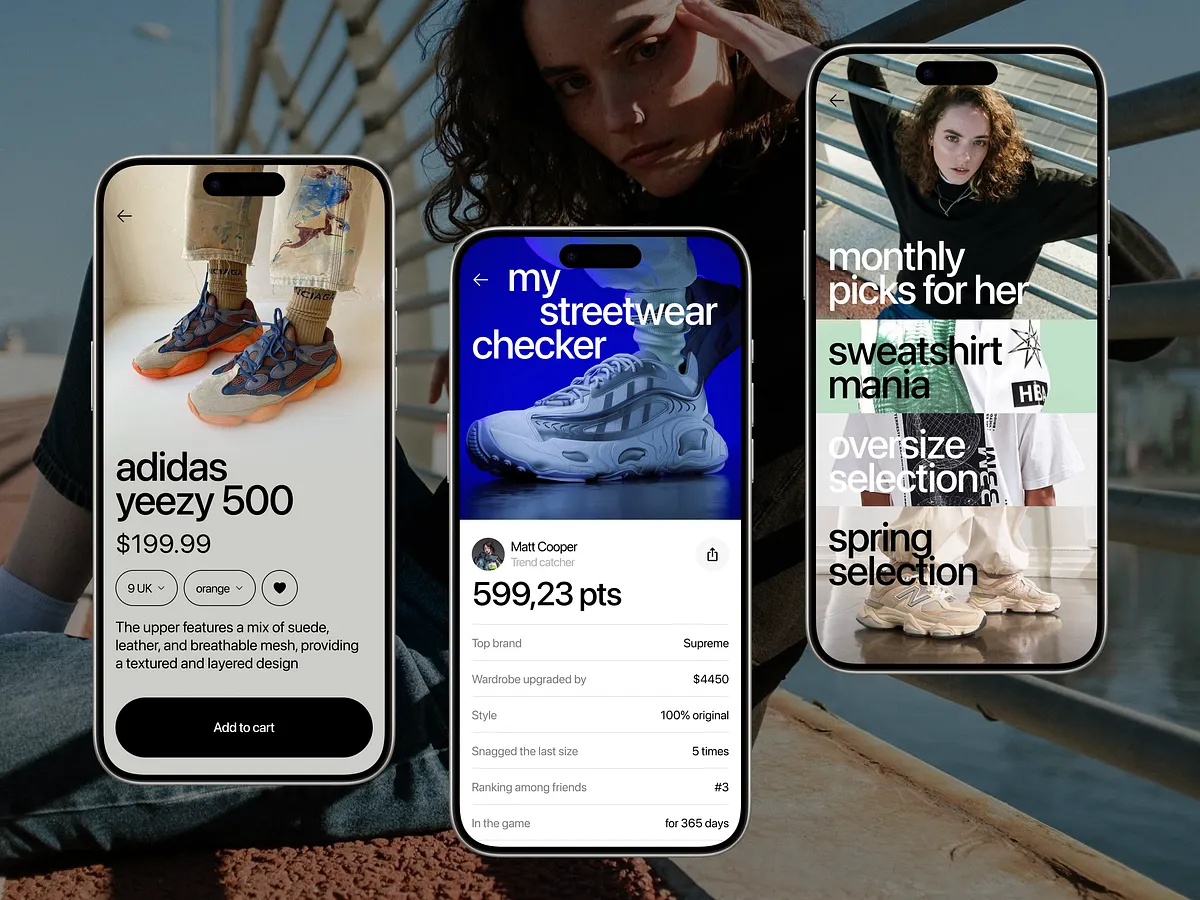 CIAGA
CIAGA
adidas
yeezy 500
$199.99
9 UK
orange
The upper features a mix of suede,
leather, and breathable mesh, providing
a textured and layered design
Add to cart
my
streetwear
checker
Matt Cooper
Trend catcher
599,23 pts
Top brand
Supreme
Wardrobe upgraded by
$4450
Style
100% original
Snagged the last size
5 times
Ranking among friends
#3
In the game
for 365 days
monthly
picks for her
sweatshirt
mania
HBA
oversize
selection
spring
selection
N